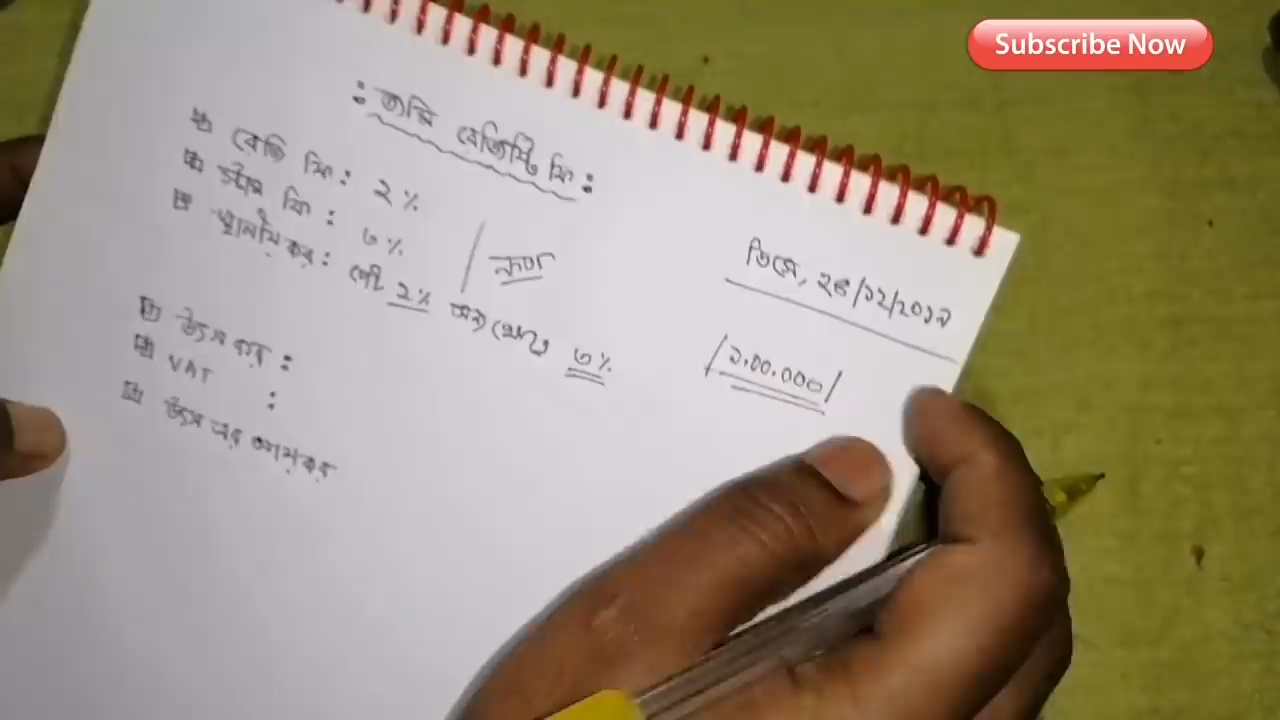 Subscribe Now
: জমি রেজিস্ট্রি ফি :
রেজি ফি : ২%
স্ট্যাম্প ফি : ৩%
স্থানীয় কর : পৌ ২% অন্যক্ষেত্রে ৩%
উৎস কর :
VAT :
উৎস আয়কর
/ ১,০০,০০০ /